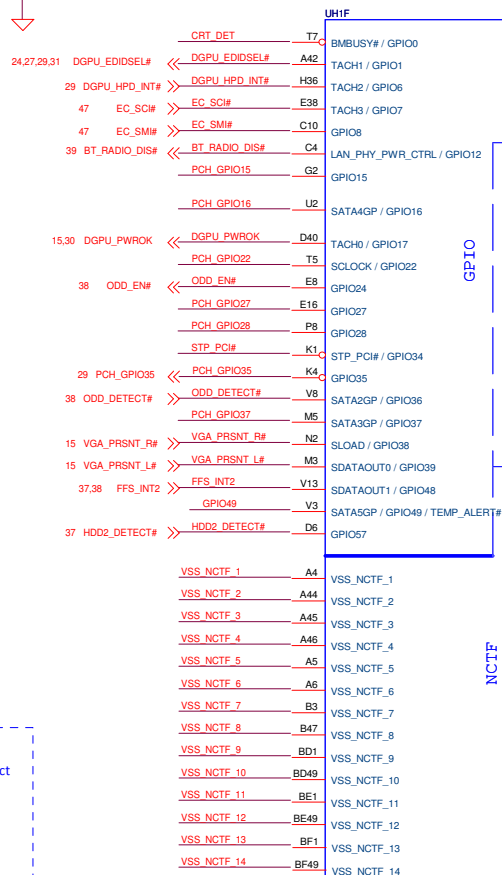 UH1F
CRT_DET T7 BMBUSY# / GPIO0
24,27,29,31 DGPU_EDIDSEL# DGPU_EDIDSEL# A42 TACH1 / GPIO1
29 DGPU_HPD_INT# DGPU_HPD_INT# H36 TACH2 / GPIO6
47 EC_SCI# EC_SCI# E38 TACH3 / GPIO7
47 EC_SMI# EC_SMI# C10 GPIO8
39 BT_RADIO_DIS# BT_RADIO_DIS# C4 LAN_PHY_PWR_CTRL / GPIO12
PCH_GPIO15 G2 GPIO15
PCH_GPIO16 U2 SATA4GP / GPIO16
15,30 DGPU_PWROK DGPU_PWROK D40 TACH0 / GPIO17
PCH_GPIO22 T5 SCLOCK / GPIO22
38 ODD_EN# ODD_EN# E8 GPIO24
PCH_GPIO27 E16 GPIO27
PCH_GPIO28 P8 GPIO28
STP_PCI# K1 STP_PCI# / GPIO34
29 PCH_GPIO35 PCH_GPIO35 K4 GPIO35
38 ODD_DETECT# ODD_DETECT# V8 SATA2GP / GPIO36
PCH_GPIO37 M5 SATA3GP / GPIO37
15 VGA_PRSNT_R# VGA_PRSNT_R# N2 SLOAD / GPIO38
15 VGA_PRSNT_L# VGA_PRSNT_L# M3 SDATAOUT0 / GPIO39
37,38 FFS_INT2 FFS_INT2 V13 SDATAOUT1 / GPIO48
GPIO49 V3 SATA5GP / GPIO49 / TEMP_ALERT#
37 HDD2_DETECT# HDD2_DETECT# D6 GPIO57
GPIO
VSS_NCTF_1 A4 VSS_NCTF_1
VSS_NCTF_2 A44 VSS_NCTF_2
VSS_NCTF_3 A45 VSS_NCTF_3
VSS_NCTF_4 A46 VSS_NCTF_4
VSS_NCTF_5 A5 VSS_NCTF_5
VSS_NCTF_6 A6 VSS_NCTF_6
VSS_NCTF_7 B3 VSS_NCTF_7
VSS_NCTF_8 B47 VSS_NCTF_8
VSS_NCTF_9 BD1 VSS_NCTF_9
VSS_NCTF_10 BD49 VSS_NCTF_10
VSS_NCTF_11 BE1 VSS_NCTF_11
VSS_NCTF_12 BE49 VSS_NCTF_12
VSS_NCTF_13 BF1 VSS_NCTF_13
VSS_NCTF_14 BF49 VSS_NCTF_14
NCTF
ct